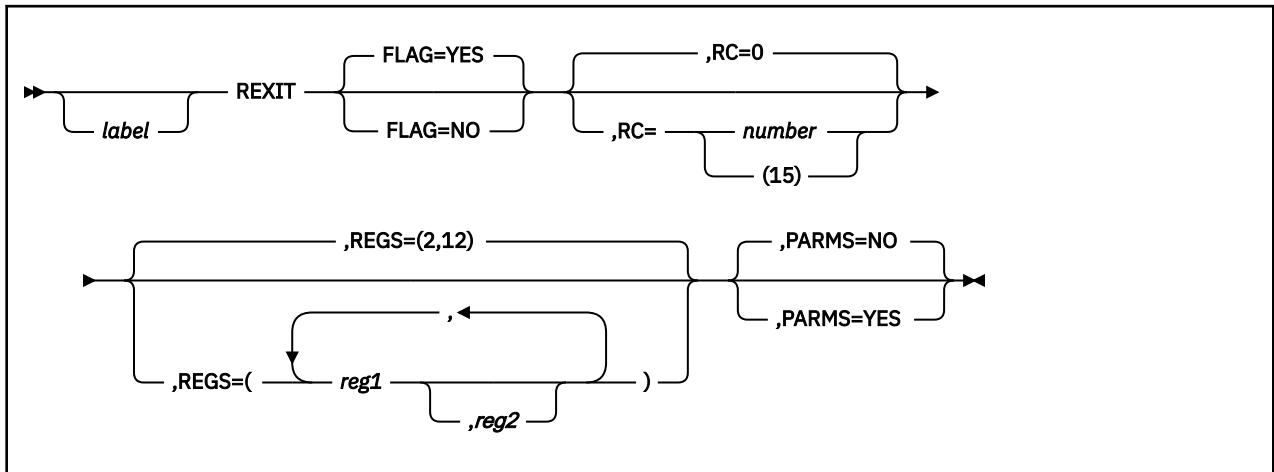 FLAG=YES
,RC=0
REXIT
label
FLAG=NO
,RC=
number
(15)
,REGS=(2,12)
,PARMS=NO
,
,PARMS=YES
,REGS=(
reg1
)
,reg2